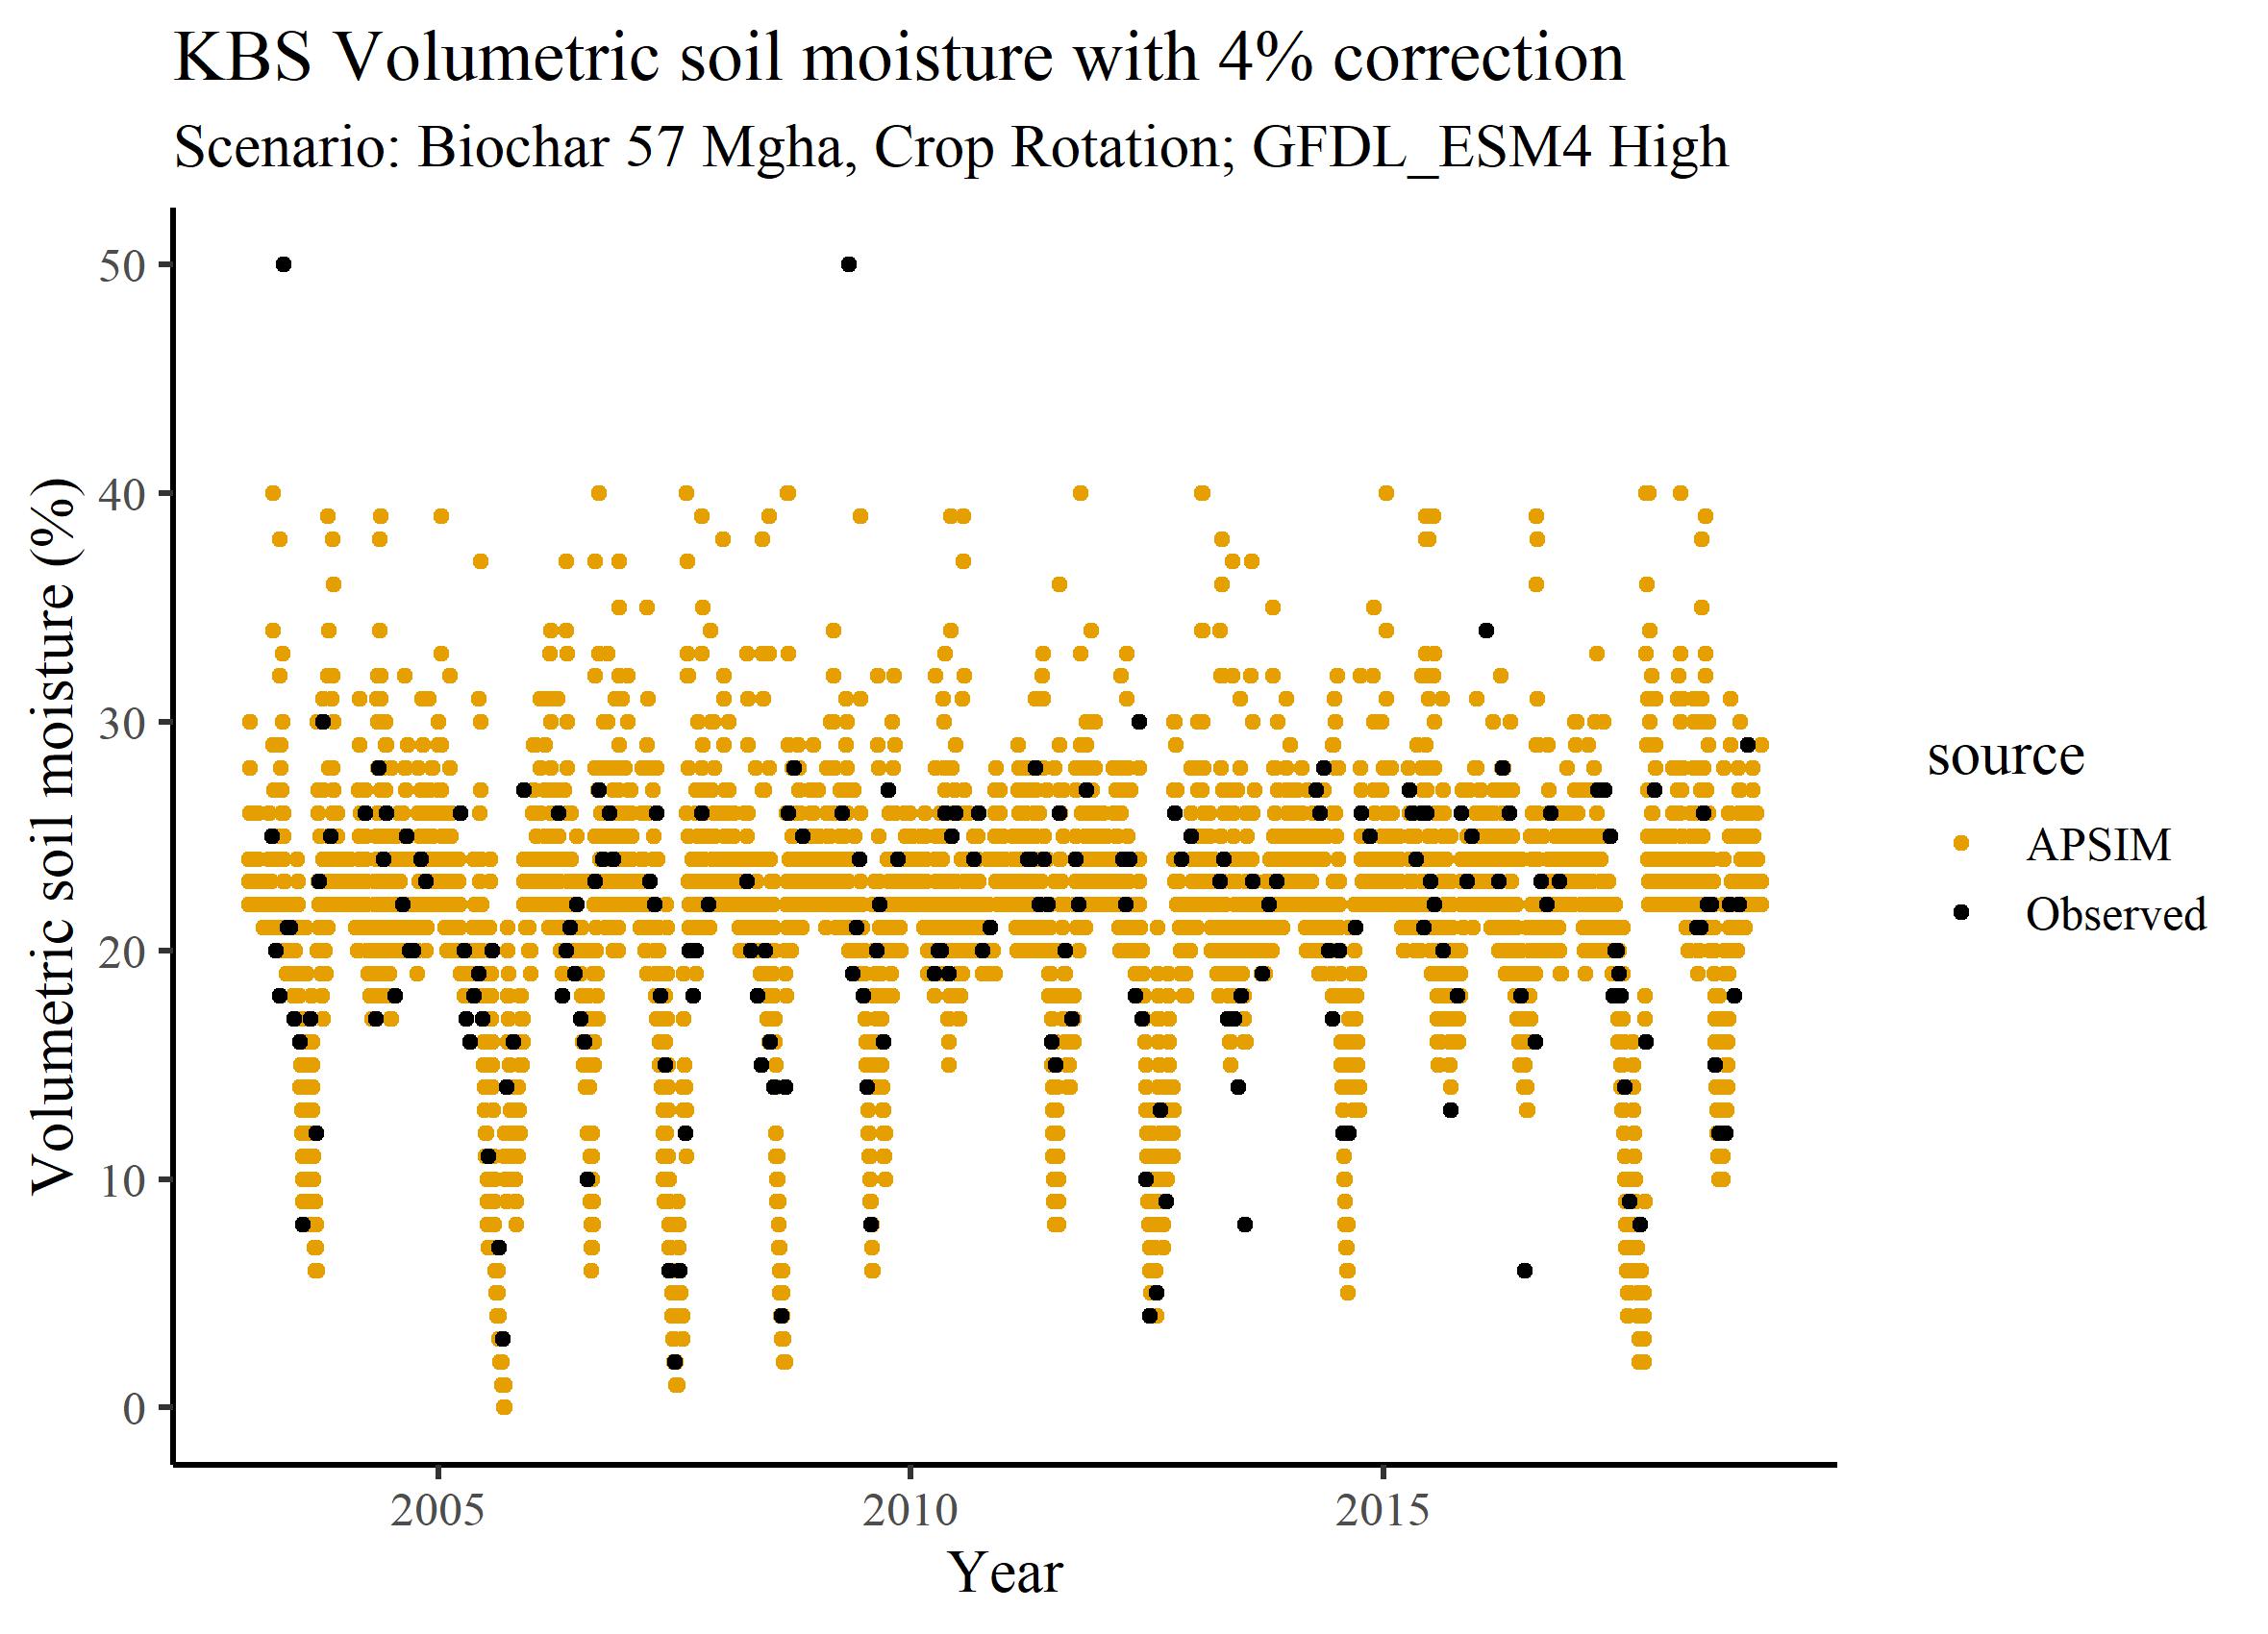 KBS Volumetric soil moisture with 4% correction
Scenario: Biochar 57 Mgha, Crop Rotation; GFDL_ESM4 High
Volumetric soil moisture (%)
50
40
30
20
10
0
2005
2010
2015
Year
source
APSIM
Observed